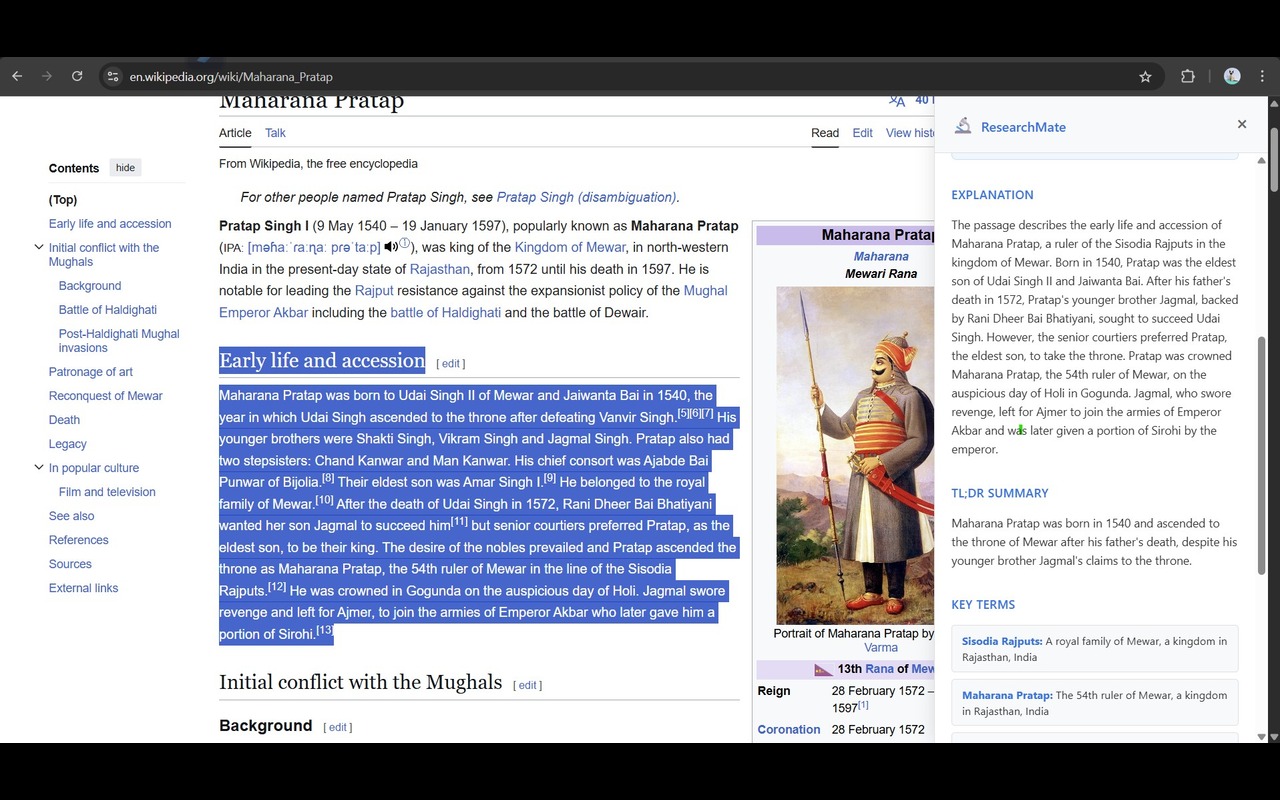 en.wikipedia.org/wiki/Maharana_Pratap
Maharana Pratap
40
Article Talk
Read Edit View
From Wikipedia, the free encyclopedia
For other people named Pratap Singh, see Pratap Singh (disambiguation).
Contents hide
(Top)
Early life and accession
Initial conflict with the
Mughals
Background
Battle of Haldighati
Post-Haldighati Mughal
invasions
Patronage of art
Reconquest of Mewar
Death
Legacy
In popular culture
Film and television
See also
References
Sources
External links
Pratap Singh I (9 May 1540 – 19 January 1597), popularly known as Maharana Pratap
(IPA: [məɦaːˈraːɳaː prəˈtaːp] ⓘ), was king of the Kingdom of Mewar, in north-western
India in the present-day state of Rajasthan, from 1572 until his death in 1597. He is
notable for leading the Rajput resistance against the expansionist policy of the Mughal
Emperor Akbar including the battle of Haldighati and the battle of Dewair.
Early life and accession [ edit ]
Maharana Pratap was born to Udai Singh II of Mewar and Jaiwanta Bai in 1540, the
year in which Udai Singh ascended to the throne after defeating Vanvir Singh.[5][6][7] His
younger brothers were Shakti Singh, Vikram Singh and Jagmal Singh. Pratap also had
two stepsisters: Chand Kanwar and Man Kanwar. His chief consort was Ajabde Bai
Punwar of Bijolia.[8] Their eldest son was Amar Singh I.[9] He belonged to the royal
family of Mewar.[10] After the death of Udai Singh in 1572, Rani Dheer Bai Bhatiyani
wanted her son Jagmal to succeed him[11] but senior courtiers preferred Pratap, as the
eldest son, to be their king. The desire of the nobles prevailed and Pratap ascended the
throne as Maharana Pratap, the 54th ruler of Mewar in the line of the Sisodia
Rajputs.[12] He was crowned in Gogunda on the auspicious day of Holi. Jagmal swore
revenge and left for Ajmer, to join the armies of Emperor Akbar who later gave him a
portion of Sirohi.[13]
Initial conflict with the Mughals [ edit ]
Background [ edit ]
Maharana Pratap
Maharana
Mewari Rana
Portrait of Maharana Pratap by
Varma
13th Rana of Mew
Reign 28 February 1572 –
1597[1]
Coronation 28 February 1572
ResearchMate
EXPLANATION
The passage describes the early life and accession of
Maharana Pratap, a ruler of the Sisodia Rajputs in the
kingdom of Mewar. Born in 1540, Pratap was the eldest
son of Udai Singh II and Jaiwanta Bai. After his father's
death in 1572, Pratap's younger brother Jagmal, backed
by Rani Dheer Bai Bhatiyani, sought to succeed Udai
Singh. However, the senior courtiers preferred Pratap,
the eldest son, to take the throne. Pratap was crowned
Maharana Pratap, the 54th ruler of Mewar, on the
auspicious day of Holi in Gogunda. Jagmal, who swore
revenge, left for Ajmer to join the armies of Emperor
Akbar and was later given a portion of Sirohi by the
emperor.
TL;DR SUMMARY
Maharana Pratap was born in 1540 and ascended to
the throne of Mewar after his father's death, despite his
younger brother Jagmal's claims to the throne.
KEY TERMS
Sisodia Rajputs: A royal family of Mewar, a kingdom in
Rajasthan, India
Maharana Pratap: The 54th ruler of Mewar, a kingdom
in Rajasthan, India